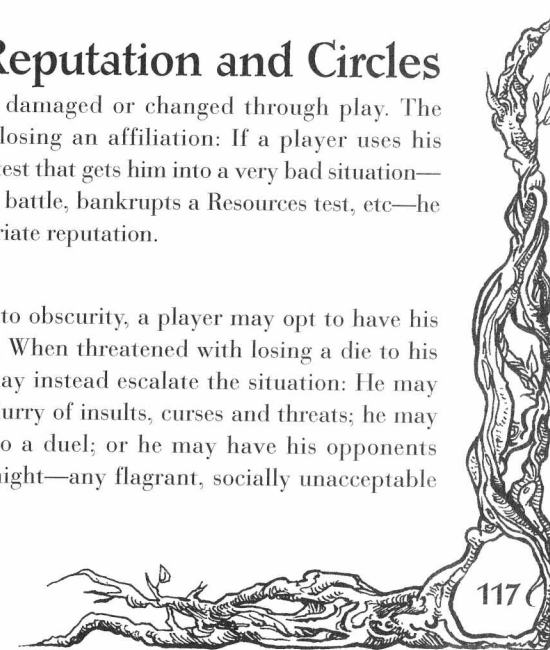 Reputation and Circles
damaged or changed through play. The
losing an affiliation: If a player uses his
test that gets him into a very bad situation—
battle, bankrupts a Resources test, etc—he
riate reputation.
to obscurity, a player may opt to have his
When threatened with losing a die to his
ay instead escalate the situation: He may
lurry of insults, curses and threats; he may
o a duel; or he may have his opponents
night—any flagrant, socially unacceptable
117